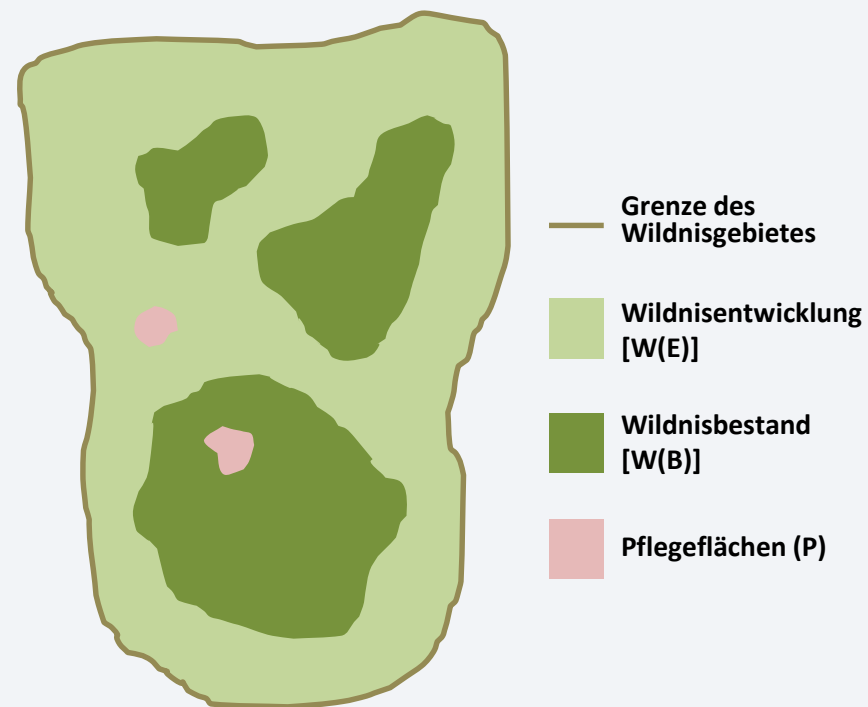 Grenze des
Wildnisgebietes
Wildnisentwicklung
[W(E)]
Wildnisbestand
[W(B)]
Pflegeflächen (P)